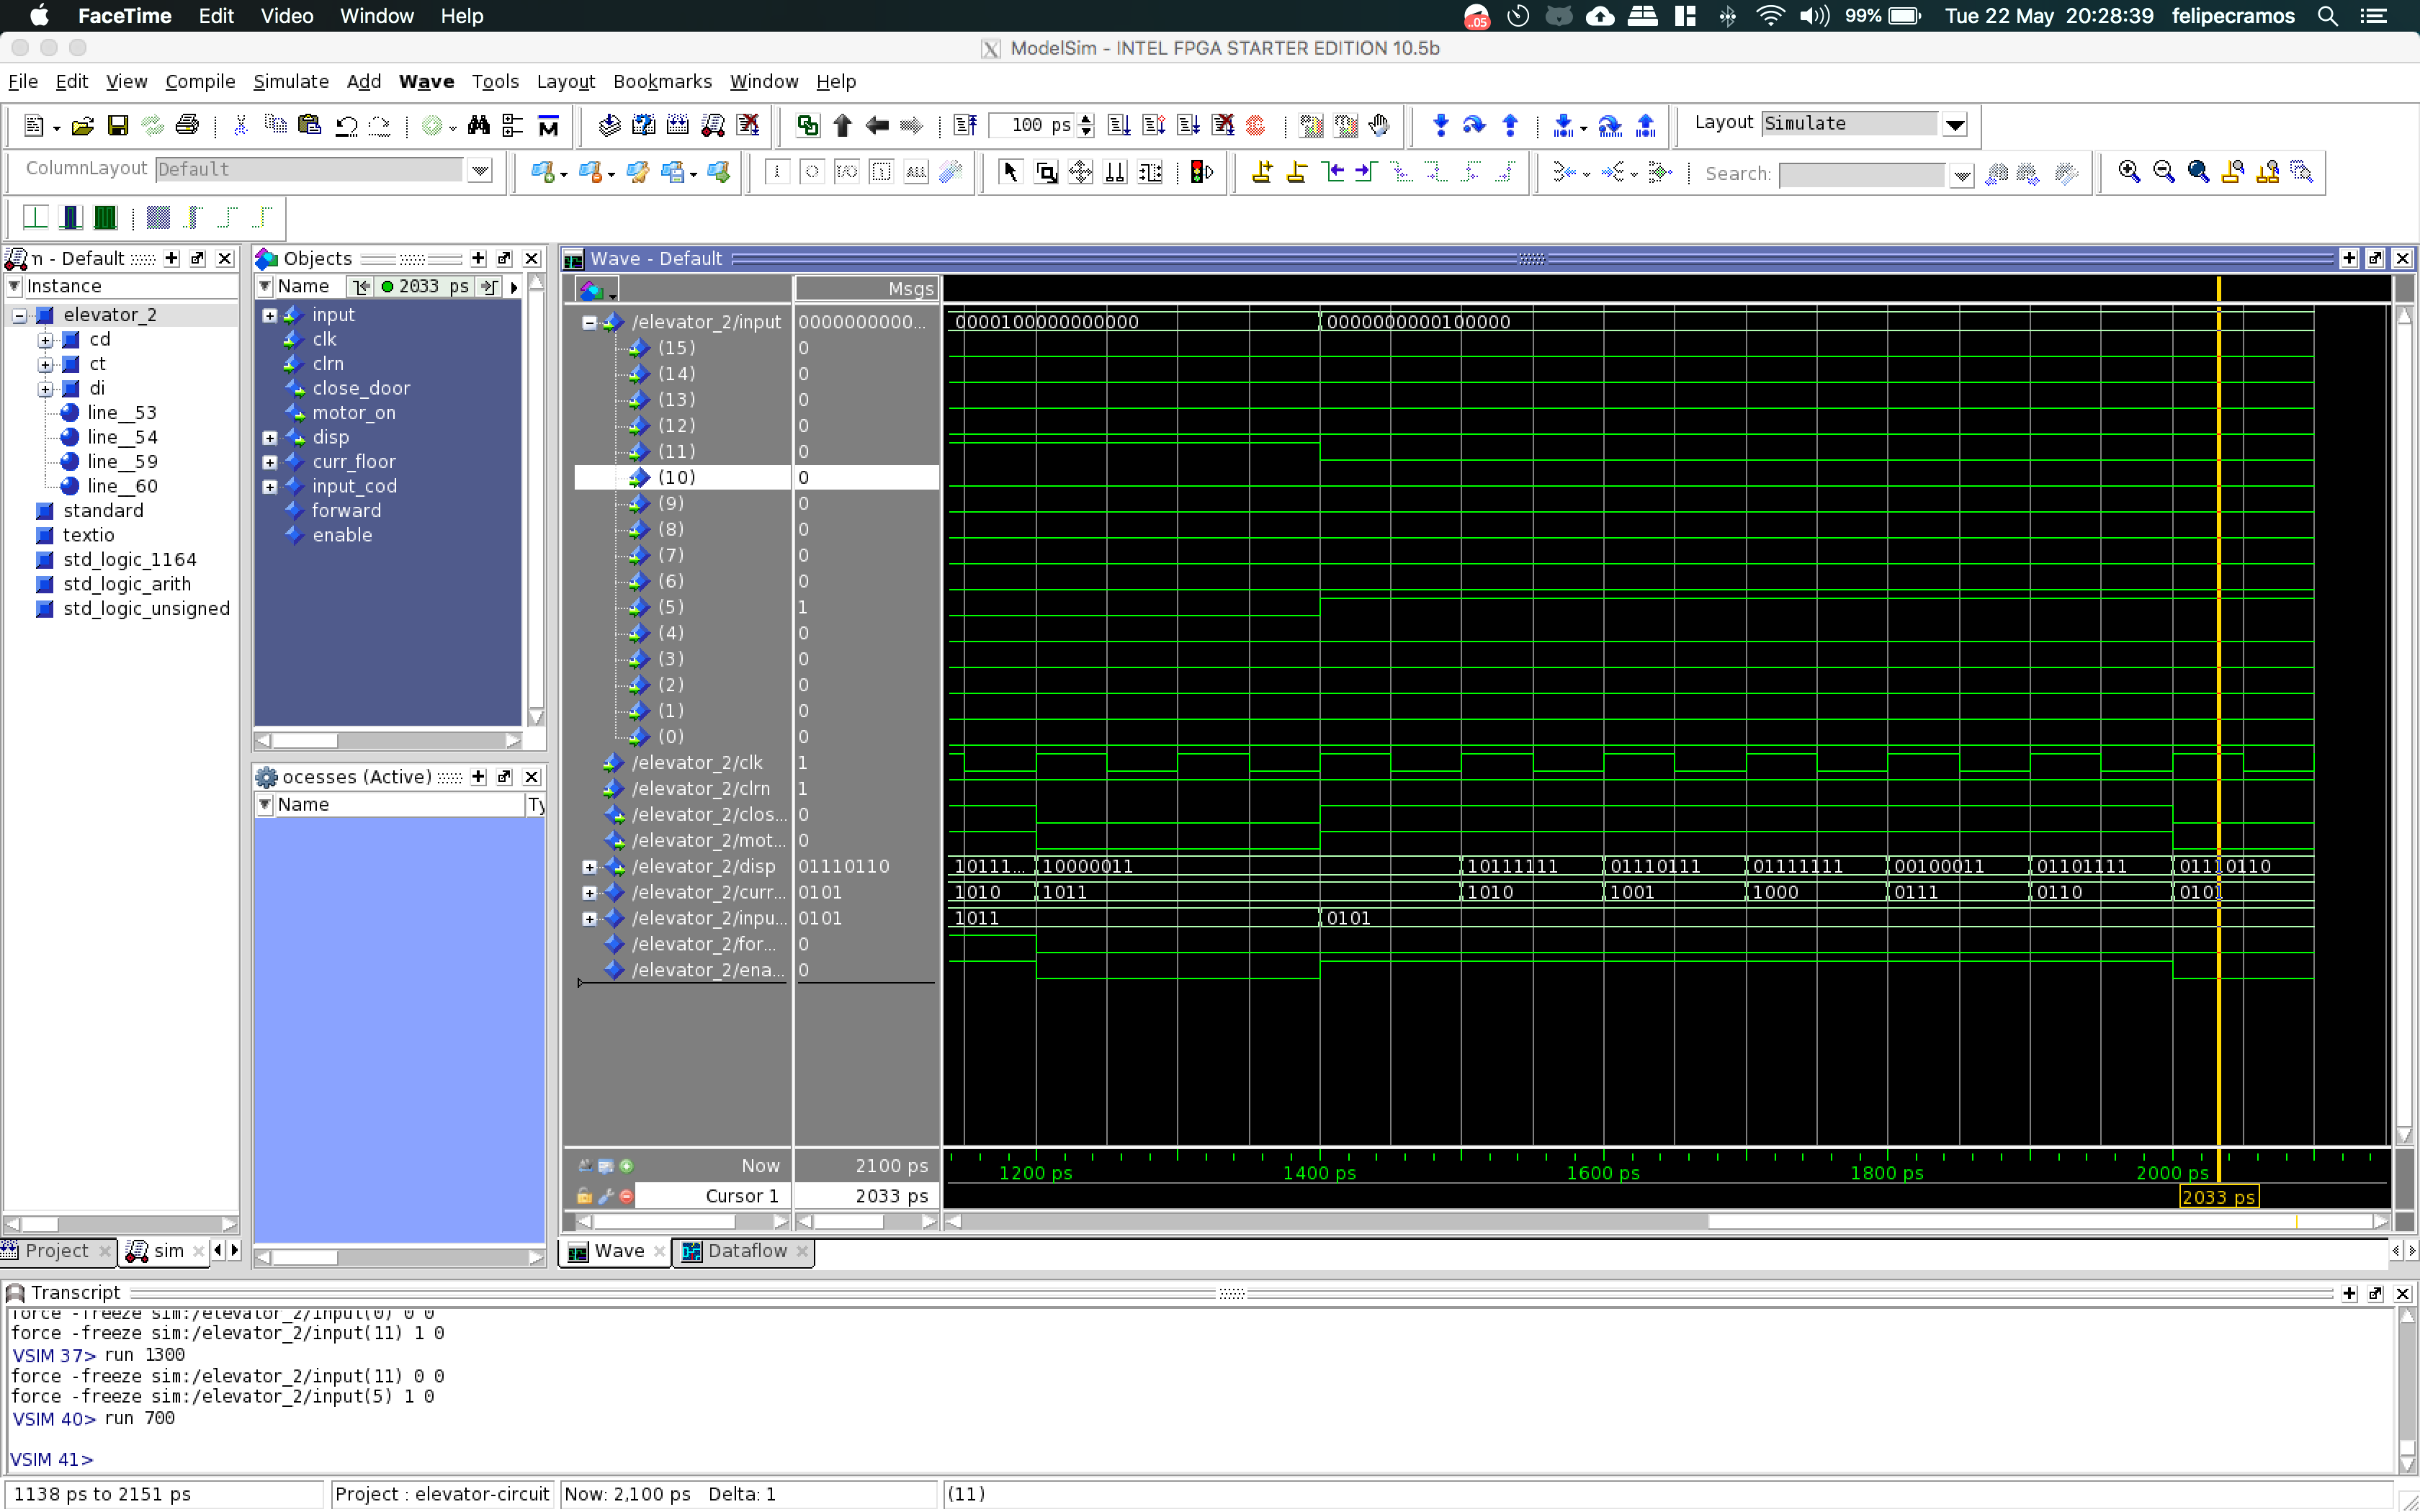 FaceTime Edit Video Window Help ..05 99% Tue 22 May 20:28:39 felipecramos
ModelSim - INTEL FPGA STARTER EDITION 10.5b
File Edit View Compile Simulate Add Wave Tools Layout Bookmarks Window Help
100 ps Layout Simulate
ColumnLayout Default Search:
n - Default
Instance
elevator_2
cd
ct
di
line__53
line__54
line__59
line__60
standard
textio
std_logic_1164
std_logic_arith
std_logic_unsigned
Project sim
Objects
Name 2033 ps
input
clk
clrn
close_door
motor_on
disp
curr_floor
input_cod
forward
enable
ocesses (Active)
Name Ty
Wave - Default
Msgs
/elevator_2/input 0000000000... 0000100000000000 0000000000100000
(15) 0
(14) 0
(13) 0
(12) 0
(11) 0
(10) 0
(9) 0
(8) 0
(7) 0
(6) 0
(5) 1
(4) 0
(3) 0
(2) 0
(1) 0
(0) 0
/elevator_2/clk 1
/elevator_2/clrn 1
/elevator_2/clos... 0
/elevator_2/mot... 0
/elevator_2/disp 01110110 10111... 10000011 10111111 01110111 01111111 00100011 01101111 01110110
/elevator_2/curr... 0101 1010 1011 1010 1001 1000 0111 0110 0101
/elevator_2/inpu... 0101 1011 0101
/elevator_2/for... 0
/elevator_2/ena... 0
Now 2100 ps 1200 ps 1400 ps 1600 ps 1800 ps 2000 ps
Cursor 1 2033 ps 2033 ps
Wave Dataflow
Transcript
force -freeze sim:/elevator_2/input(0) 0 0
force -freeze sim:/elevator_2/input(11) 1 0
VSIM 37> run 1300
force -freeze sim:/elevator_2/input(11) 0 0
force -freeze sim:/elevator_2/input(5) 1 0
VSIM 40> run 700
VSIM 41>
1138 ps to 2151 ps Project : elevator-circuit Now: 2,100 ps Delta: 1 (11)